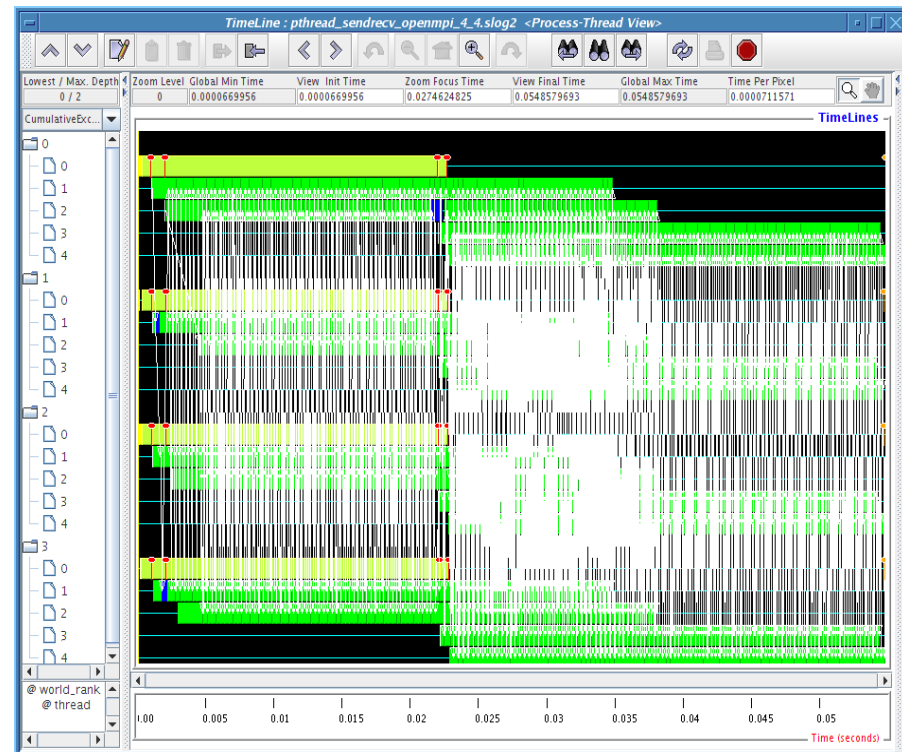 TimeLine : pthread_sendrecv_openmpi_4_4.slog2 <Process-Thread View>
Lowest / Max. Depth Zoom Level Global Min Time View Init Time Zoom Focus Time View Final Time Global Max Time Time Per Pixel
0 / 2 0 0.0000669956 0.0000669956 0.0274624825 0.0548579693 0.0548579693 0.0000711571
CumulativeExc...
TimeLines
0
0
1
2
3
4
1
0
1
2
3
4
2
0
1
2
3
4
3
0
1
2
3
4
@ world_rank
@ thread
0.005 0.01 0.015 0.02 0.025 0.03 0.035 0.04 0.045 0.05
Time (seconds)